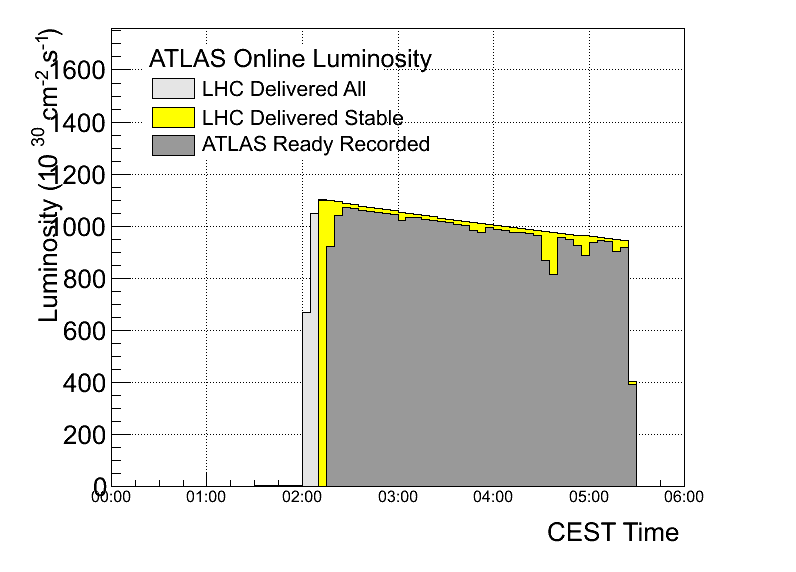 ATLAS Online Luminosity
LHC Delivered All
LHC Delivered Stable
ATLAS Ready Recorded
Luminosity (10^30 cm^-2 s^-1)
1600
1400
1200
1000
800
600
400
200
0
00:00 01:00 02:00 03:00 04:00 05:00 06:00
CEST Time